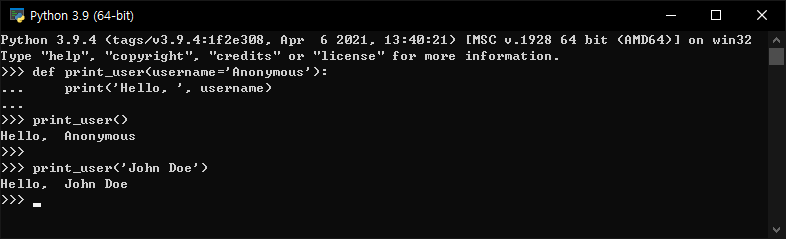 Python 3.9 (64-bit)
Python 3.9.4 (tags/v3.9.4:1f2e308, Apr  6 2021, 13:40:21) [MSC v.1928 64 bit (AMD64)] on win32
Type "help", "copyright", "credits" or "license" for more information.
>>> def print_user(username='Anonymous'):
...     print('Hello, ', username)
...
>>> print_user()
Hello,  Anonymous
>>>
>>> print_user('John Doe')
Hello,  John Doe
>>>